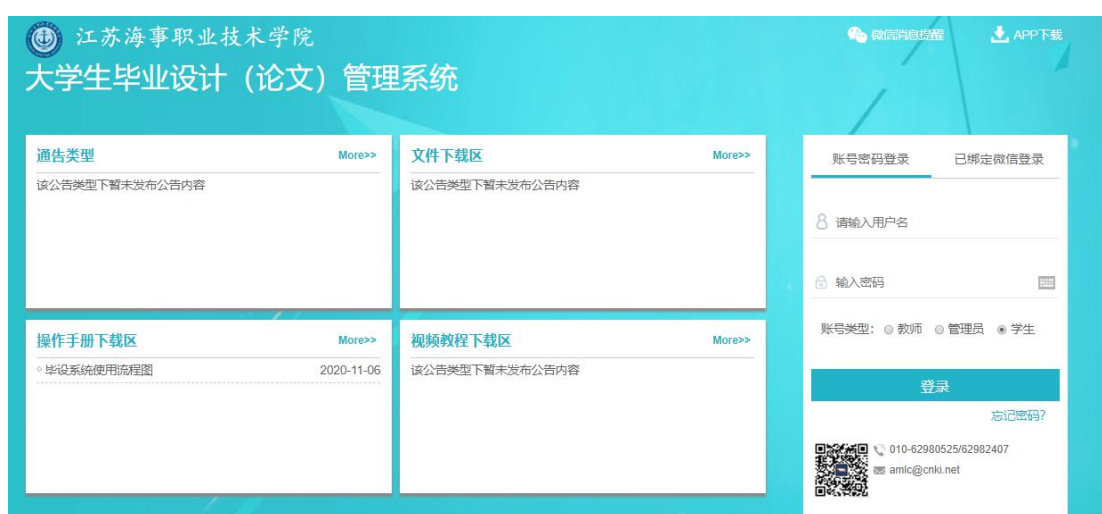 江苏海事职业技术学院
微信消息提醒
APP下载
大学生毕业设计（论文）管理系统
通告类型 More>>
该公告类型下暂未发布公告内容
文件下载区 More>>
该公告类型下暂未发布公告内容
操作手册下载区 More>>
毕设系统使用流程图 2020-11-06
视频教程下载区 More>>
该公告类型下暂未发布公告内容
账号密码登录 已绑定微信登录
请输入用户名
输入密码
账号类型： 教师 管理员 学生
登录
忘记密码?
010-62980525/62982407
amlc@cnki.net